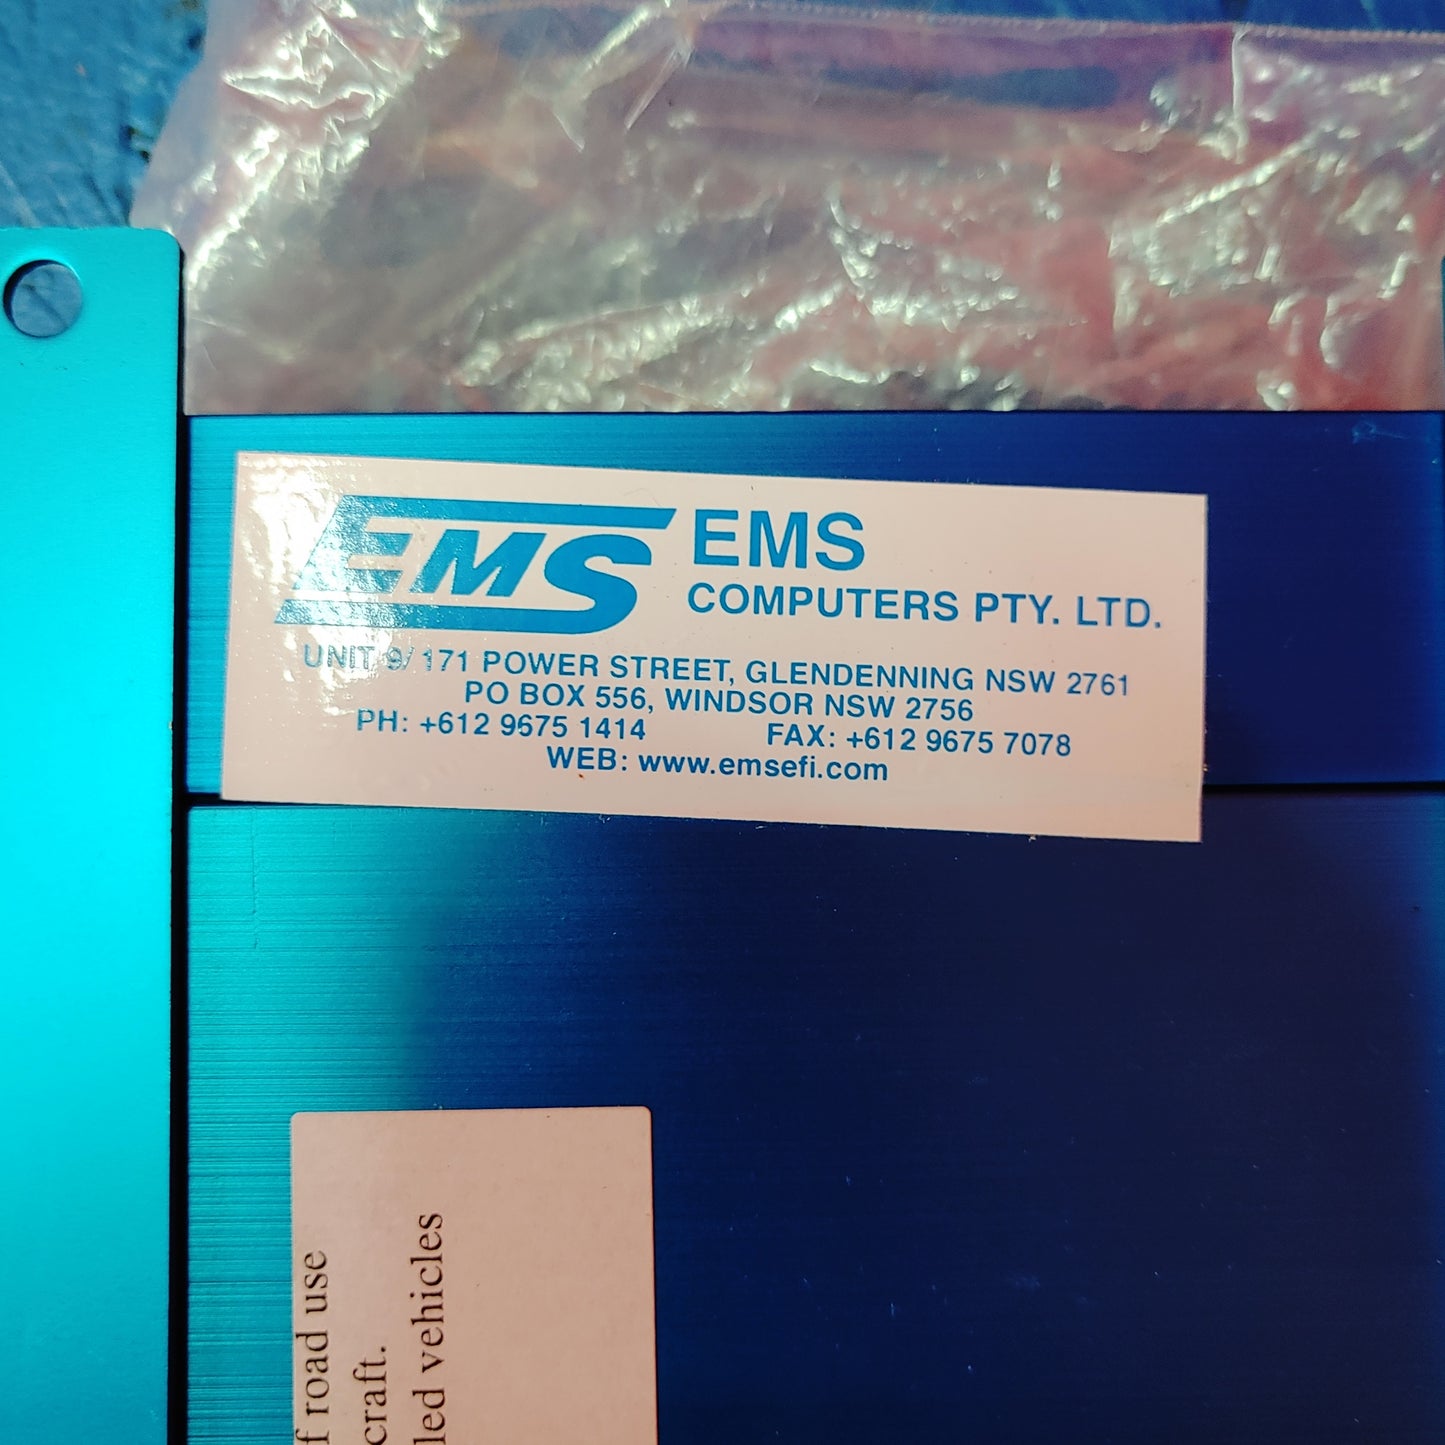 EMS
EMS
COMPUTERS PTY. LTD.
UNIT 9/ 171 POWER STREET, GLENDENNING NSW 2761
PO BOX 556, WINDSOR NSW 2756
PH: +612 9675 1414 FAX: +612 9675 7078
WEB: www.emsefi.com
f road use
craft.
led vehicles